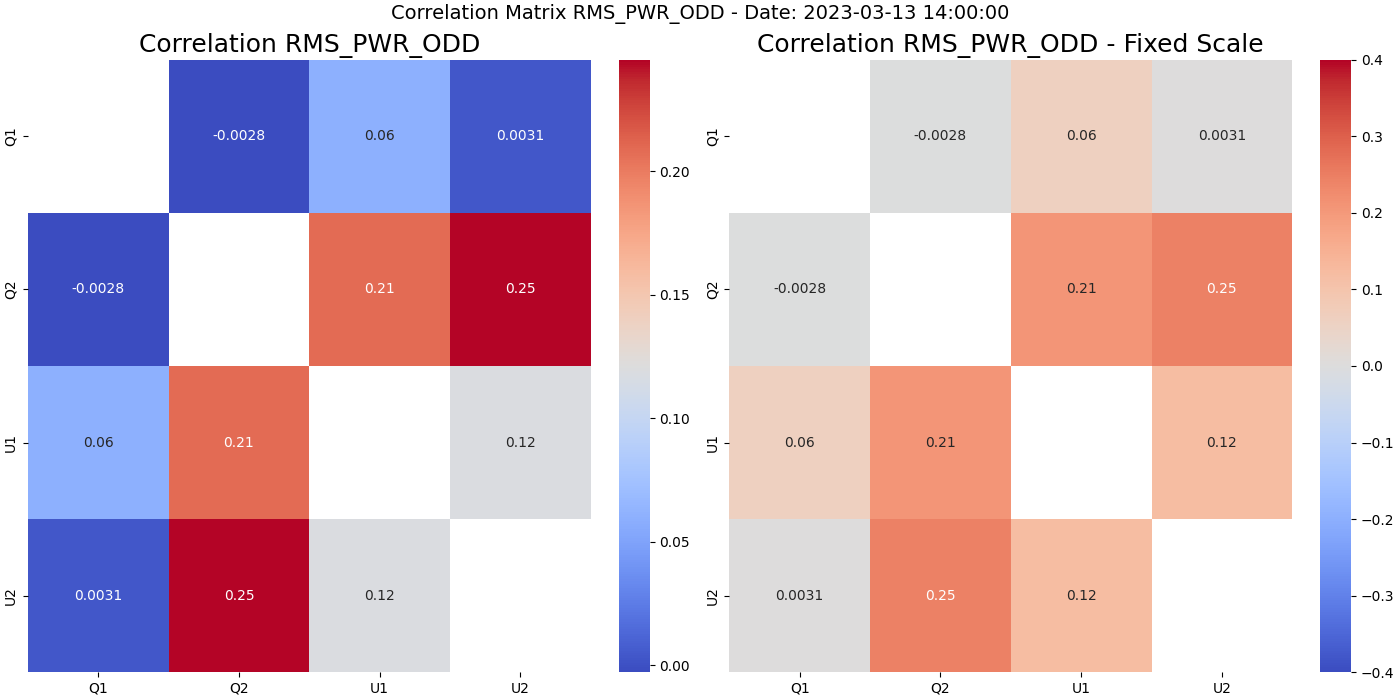 Correlation Matrix RMS_PWR_ODD - Date: 2023-03-13 14:00:00
Correlation RMS_PWR_ODD
Q1
-0.0028
0.06
0.0031
Q2
-0.0028
0.21
0.25
U1
0.06
0.21
0.12
U2
0.0031
0.25
0.12
Q1 Q2 U1 U2
0.20
0.15
0.10
0.05
0.00
Correlation RMS_PWR_ODD - Fixed Scale
Q1
-0.0028
0.06
0.0031
Q2
-0.0028
0.21
0.25
U1
0.06
0.21
0.12
U2
0.0031
0.25
0.12
Q1 Q2 U1 U2
0.4
0.3
0.2
0.1
0.0
−0.1
−0.2
−0.3
−0.4